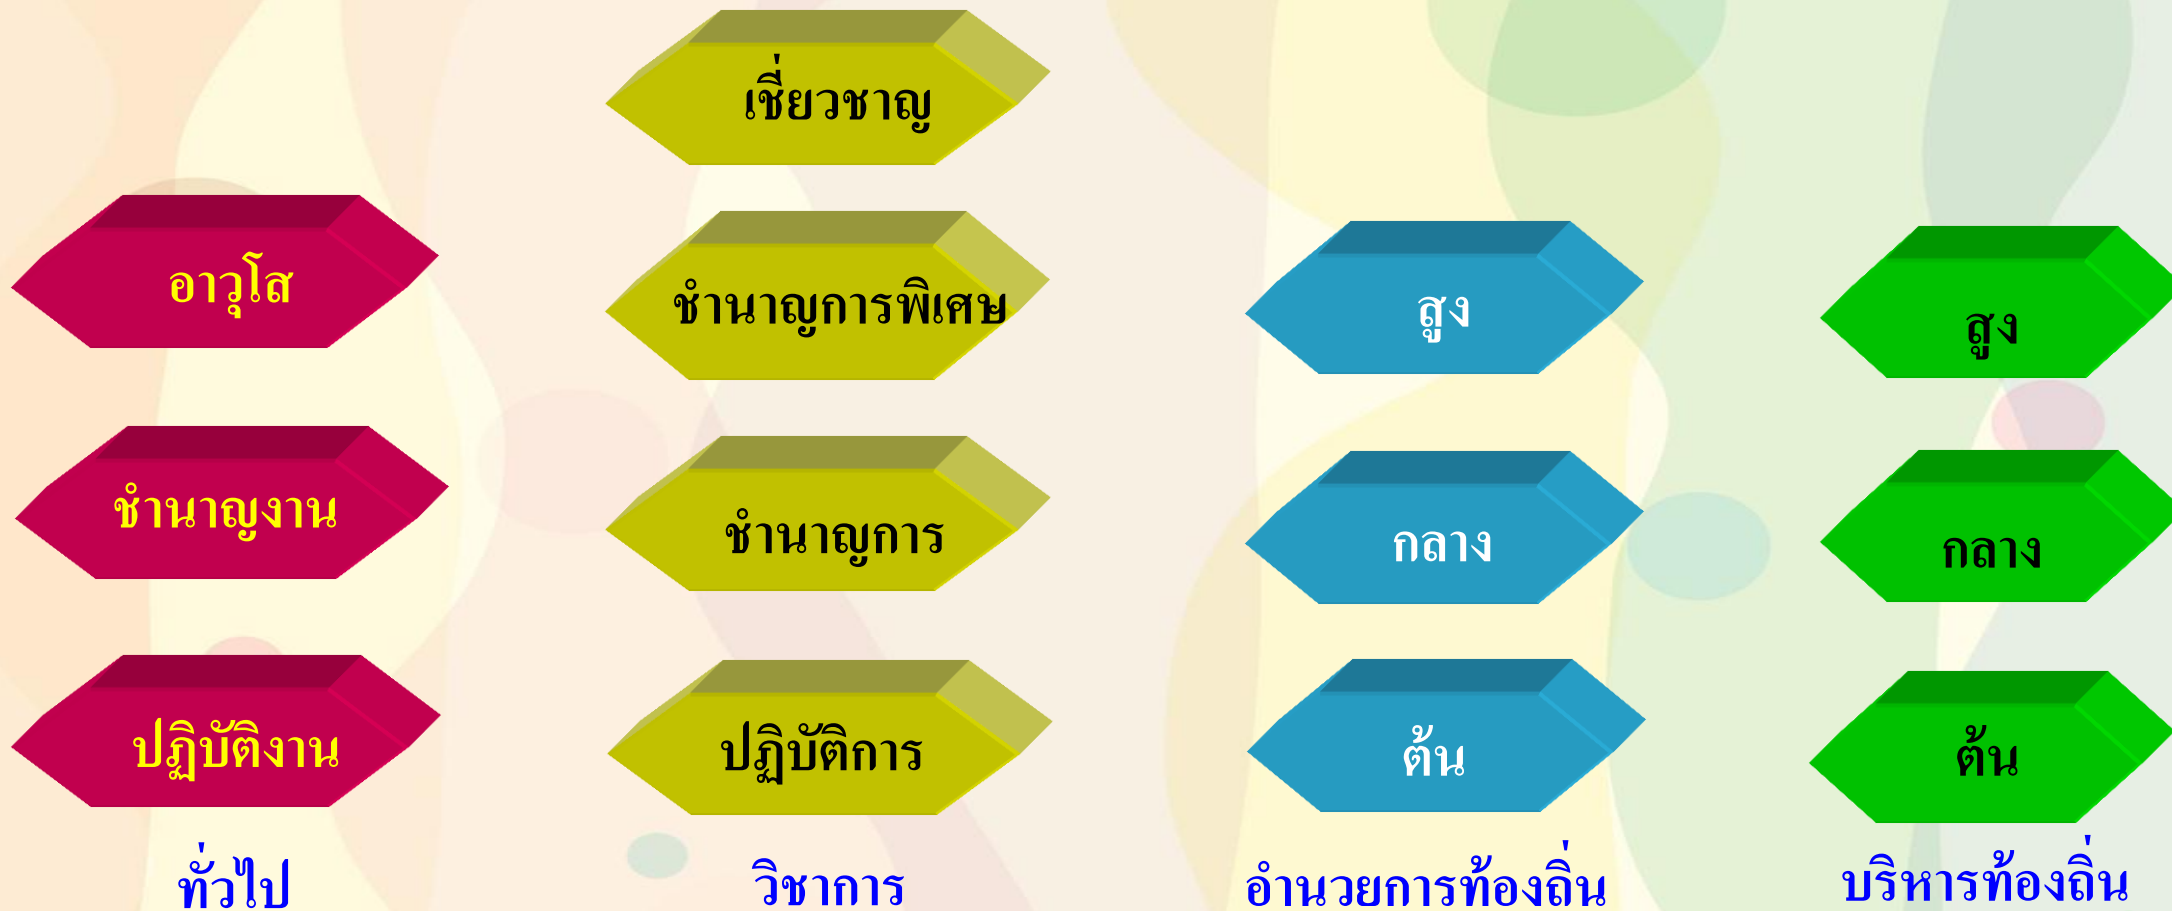 เชี่ยวชาญ
อาวุโส
ชำนาญการพิเศษ
สูง
สูง
ชำนาญงาน
ชำนาญการ
กลาง
กลาง
ปฏิบัติงาน
ปฏิบัติการ
ต้น
ต้น
ทั่วไป
วิชาการ
อำนวยการท้องถิ่น
บริหารท้องถิ่น